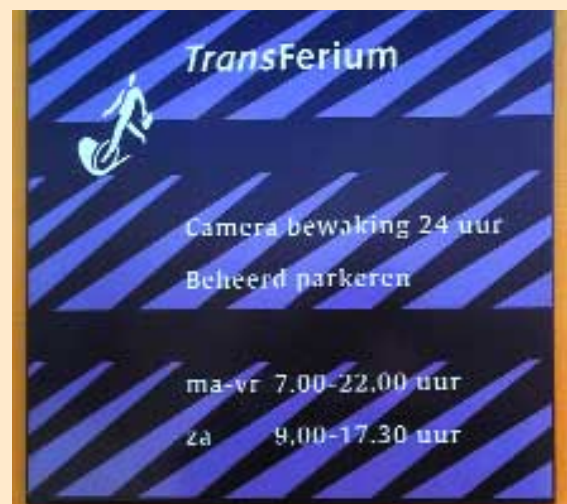 TransFerium
Camera bewaking 24 uur
Beheerd parkeren
ma-vr 7.00-22.00 uur
za 9.00-17.30 uur